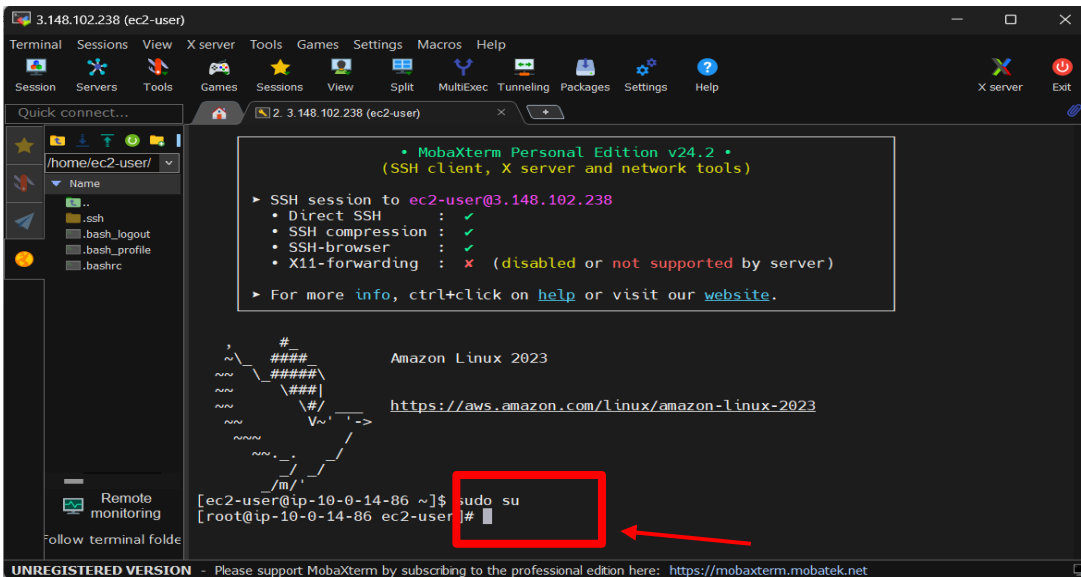 3.148.102.238 (ec2-user)
Terminal Sessions View X server Tools Games Settings Macros Help
Session Servers Tools Games Sessions View Split MultiExec Tunneling Packages Settings Help X server Exit
Quick connect... 2. 3.148.102.238 (ec2-user)
/home/ec2-user/
Name
..
.ssh
.bash_logout
.bash_profile
.bashrc
Remote
monitoring
Follow terminal folde
• MobaXterm Personal Edition v24.2 •
(SSH client, X server and network tools)
► SSH session to ec2-user@3.148.102.238
• Direct SSH : ✔
• SSH compression : ✔
• SSH-browser : ✔
• X11-forwarding : ✘ (disabled or not supported by server)
► For more info, ctrl+click on help or visit our website.
, #_
~\_ ####_ Amazon Linux 2023
~~ \_#####\
~~ \###|
~~ \#/ ___ https://aws.amazon.com/linux/amazon-linux-2023
~~ V~' '->
~~~ /
~~._. _/
_/ _/
_/m/'
[ec2-user@ip-10-0-14-86 ~]$ sudo su
[root@ip-10-0-14-86 ec2-user]#
UNREGISTERED VERSION - Please support MobaXterm by subscribing to the professional edition here: https://mobaxterm.mobatek.net